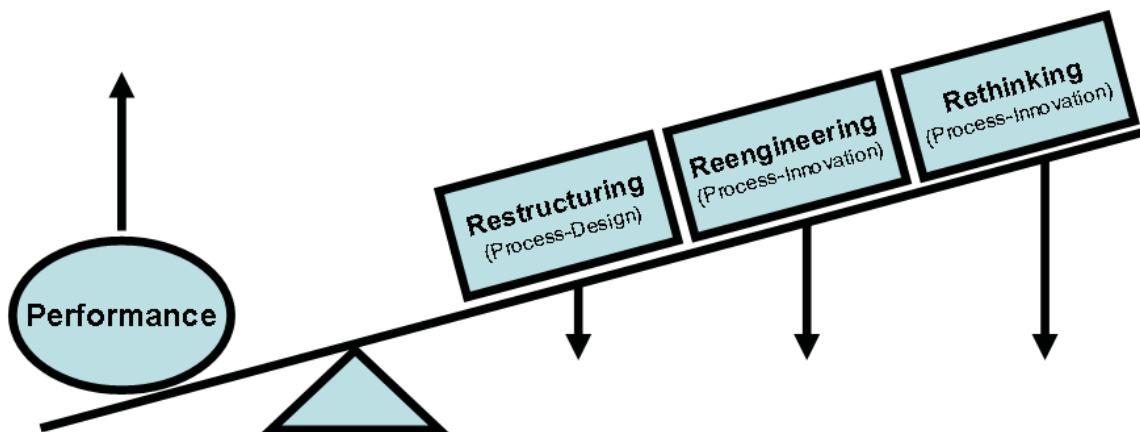 Performance
Restructuring
(Process-Design)
Reengineering
(Process-Innovation)
Rethinking
(Process-Innovation)